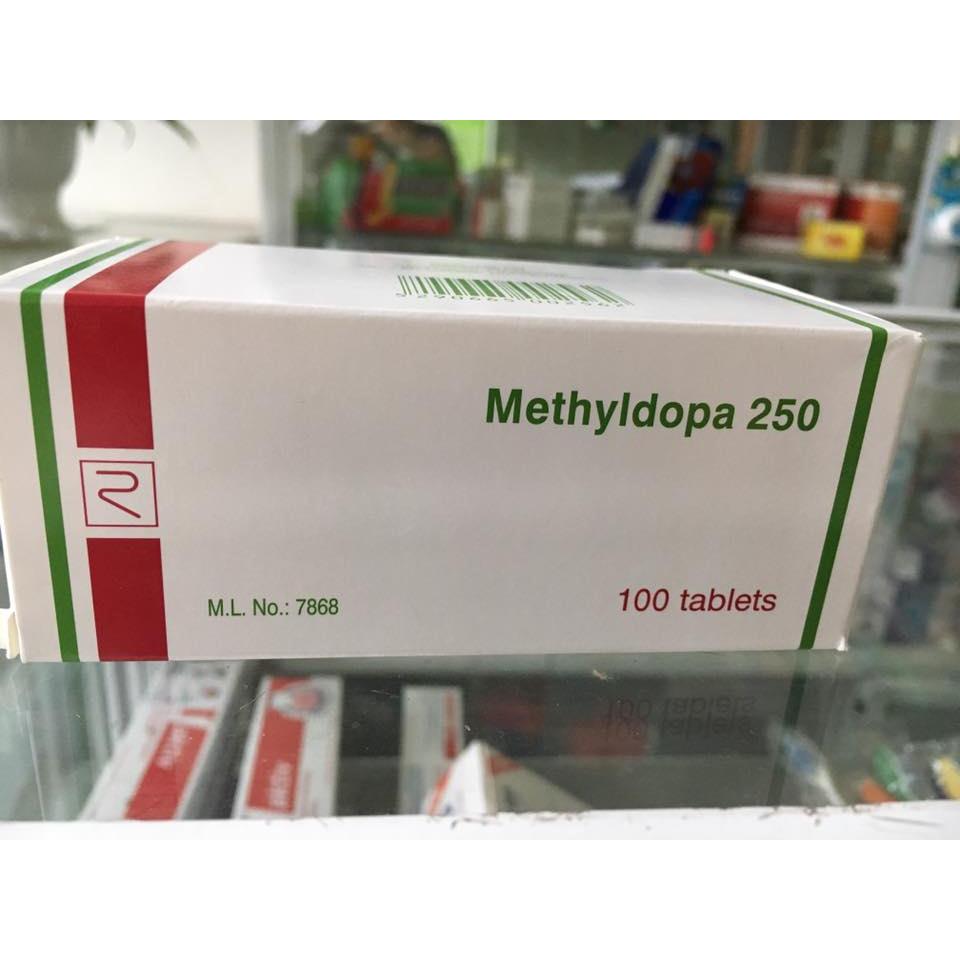 Methyldopa 250
M.L. No.: 7868
100 tablets